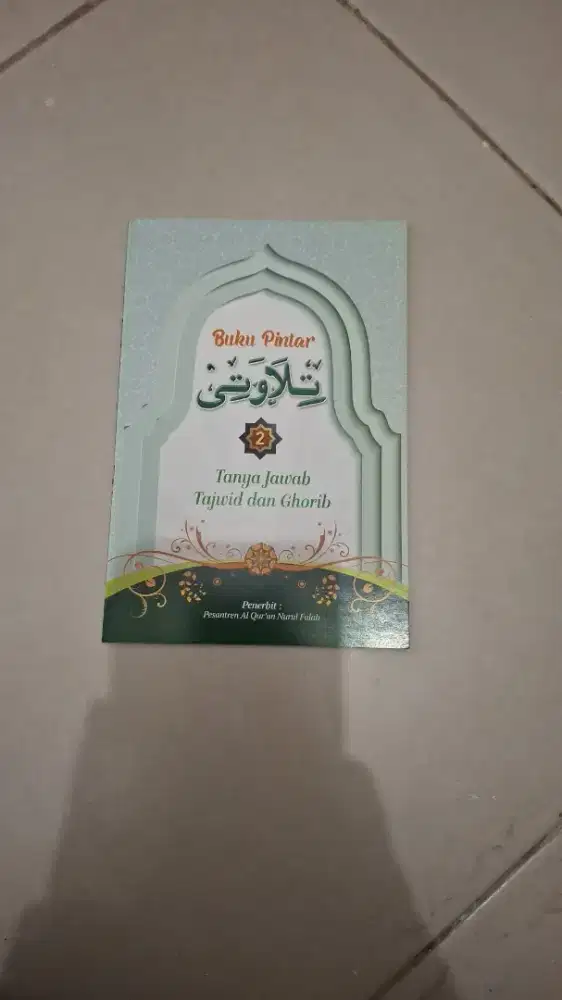 Buku Pintar
تِلَاوَتِىْ
2
Tanya Jawab
Tajwid dan Ghorib
Penerbit :
Pesantren Al Qur'an Nurul Falah